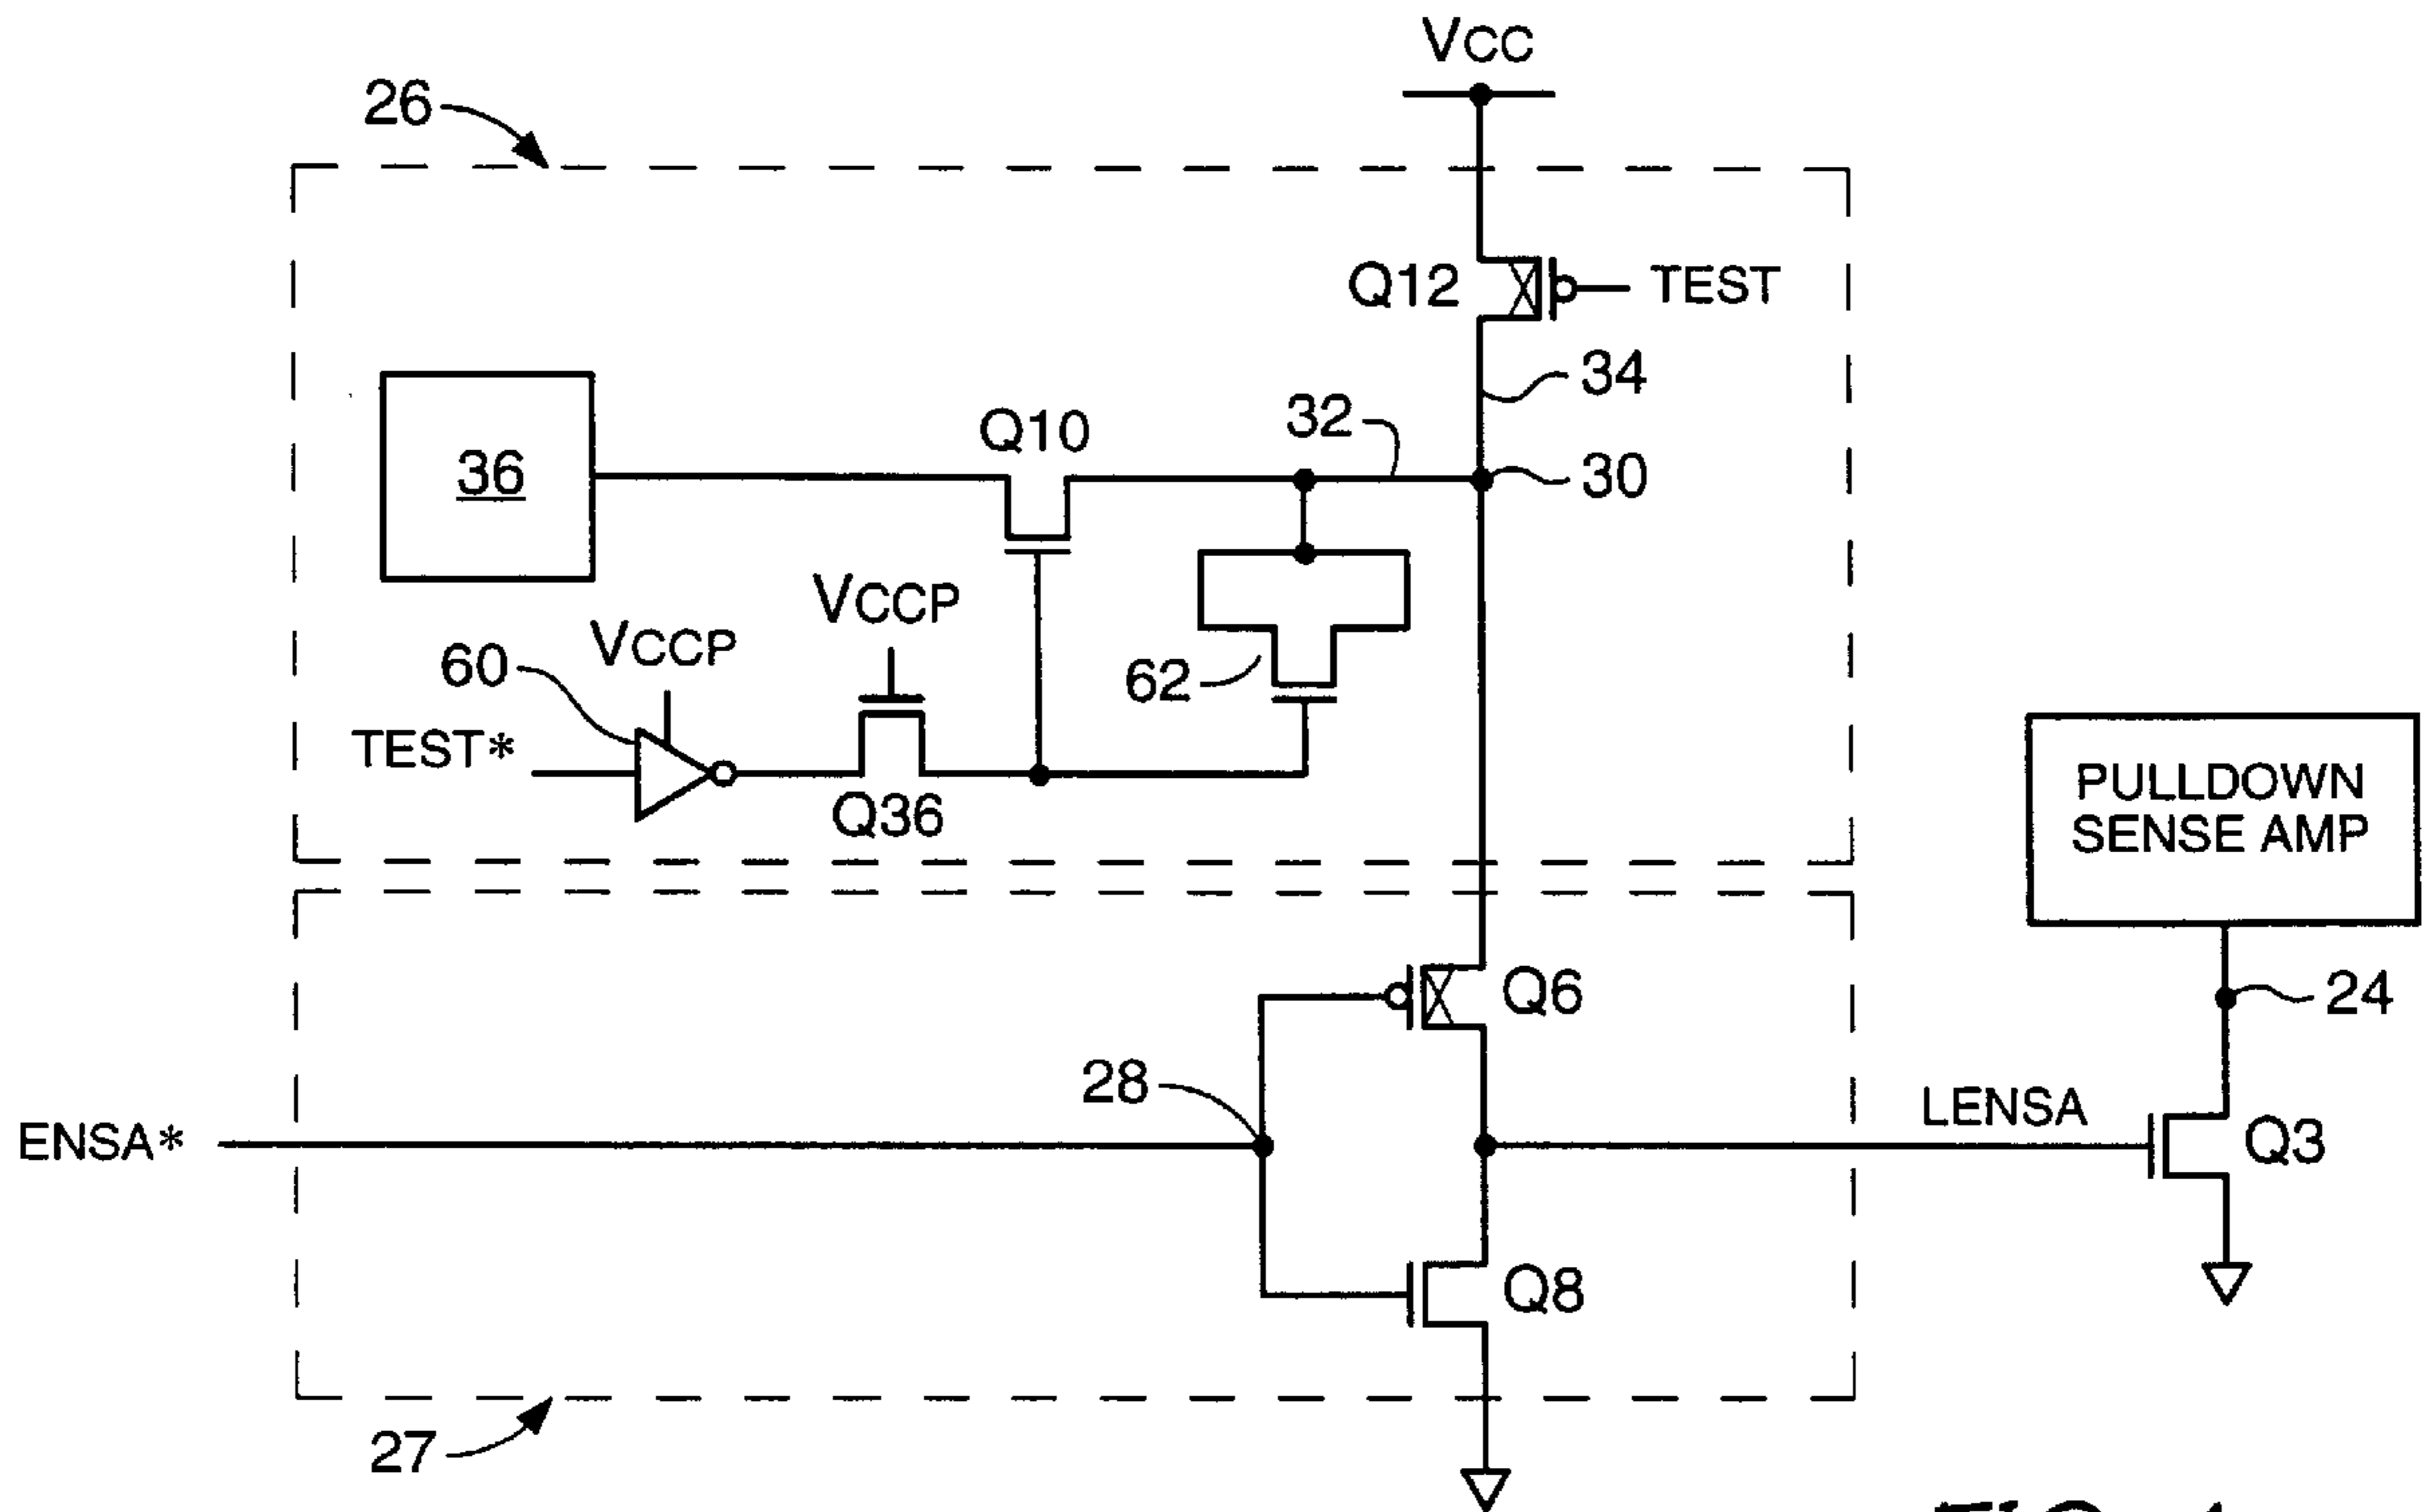 VCC
26
Q12
TEST
34
32
Q10
30
36
VCCP
VCCP
60
62
TEST*
Q36
PULLDOWN
SENSE AMP
Q6
24
28
LENSA
ENSA*
Q3
Q8
27